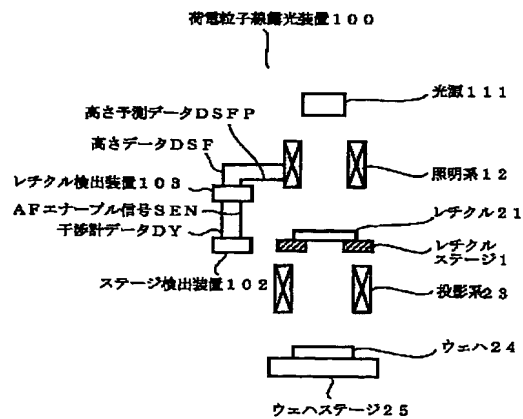 荷電粒子線露光装置１００
光源１１１
高さ予測データＤＳＦＰ
高さデータＤＳＦ
レチクル検出装置１０３
照明系１２
ＡＦエナーブル信号ＳＥＮ
干渉計データＤＹ
レチクル２１
レチクル
ステージ１
ステージ検出装置１０２
投影系２３
ウェハ２４
ウェハステージ２５